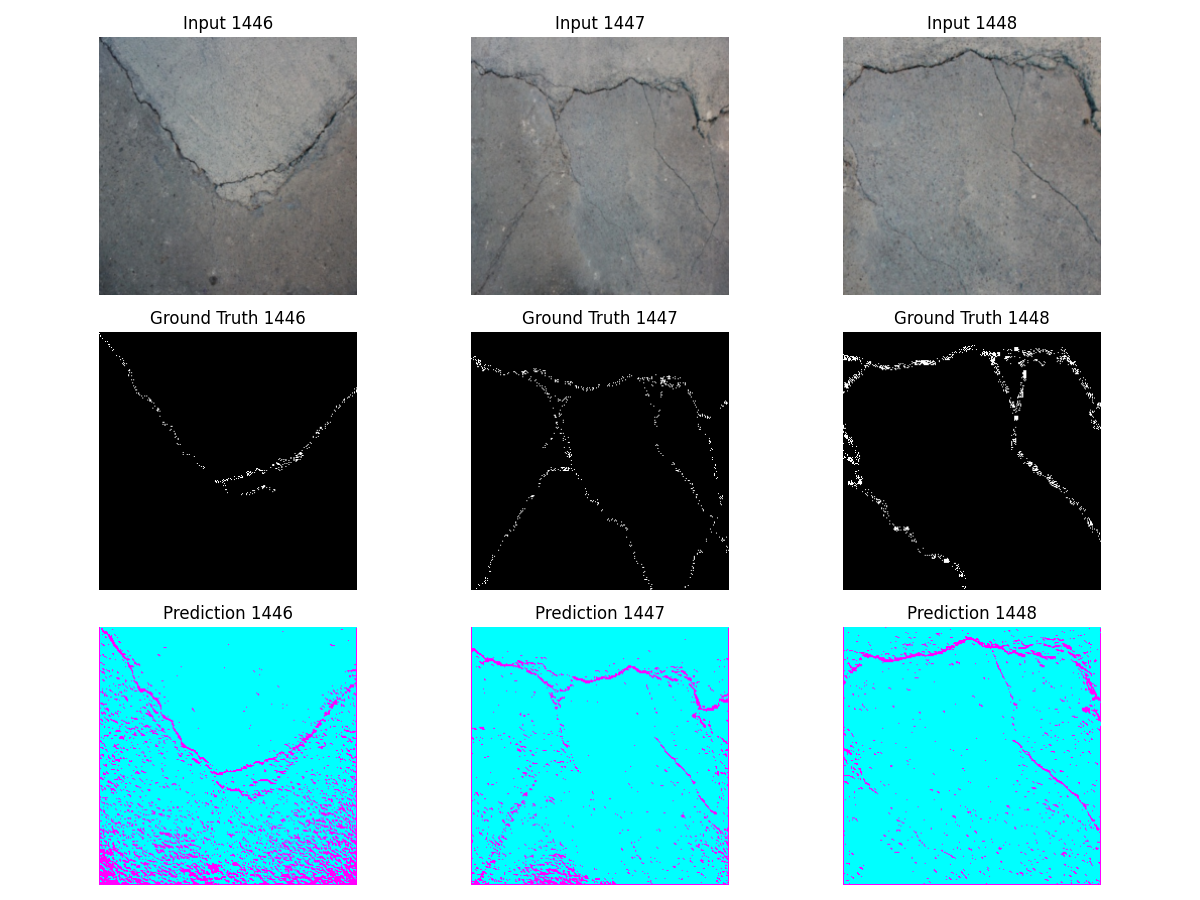 Input 1446
Input 1447
Input 1448
Ground Truth 1446
Ground Truth 1447
Ground Truth 1448
Prediction 1446
Prediction 1447
Prediction 1448